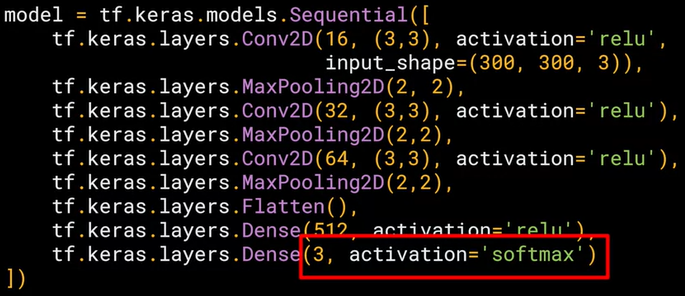 model = tf.keras.models.Sequential([
    tf.keras.layers.Conv2D(16, (3,3), activation='relu',
                           input_shape=(300, 300, 3)),
    tf.keras.layers.MaxPooling2D(2, 2),
    tf.keras.layers.Conv2D(32, (3,3), activation='relu'),
    tf.keras.layers.MaxPooling2D(2,2),
    tf.keras.layers.Conv2D(64, (3,3), activation='relu'),
    tf.keras.layers.MaxPooling2D(2,2),
    tf.keras.layers.Flatten(),
    tf.keras.layers.Dense(512, activation='relu'),
    tf.keras.layers.Dense(3, activation='softmax')
])